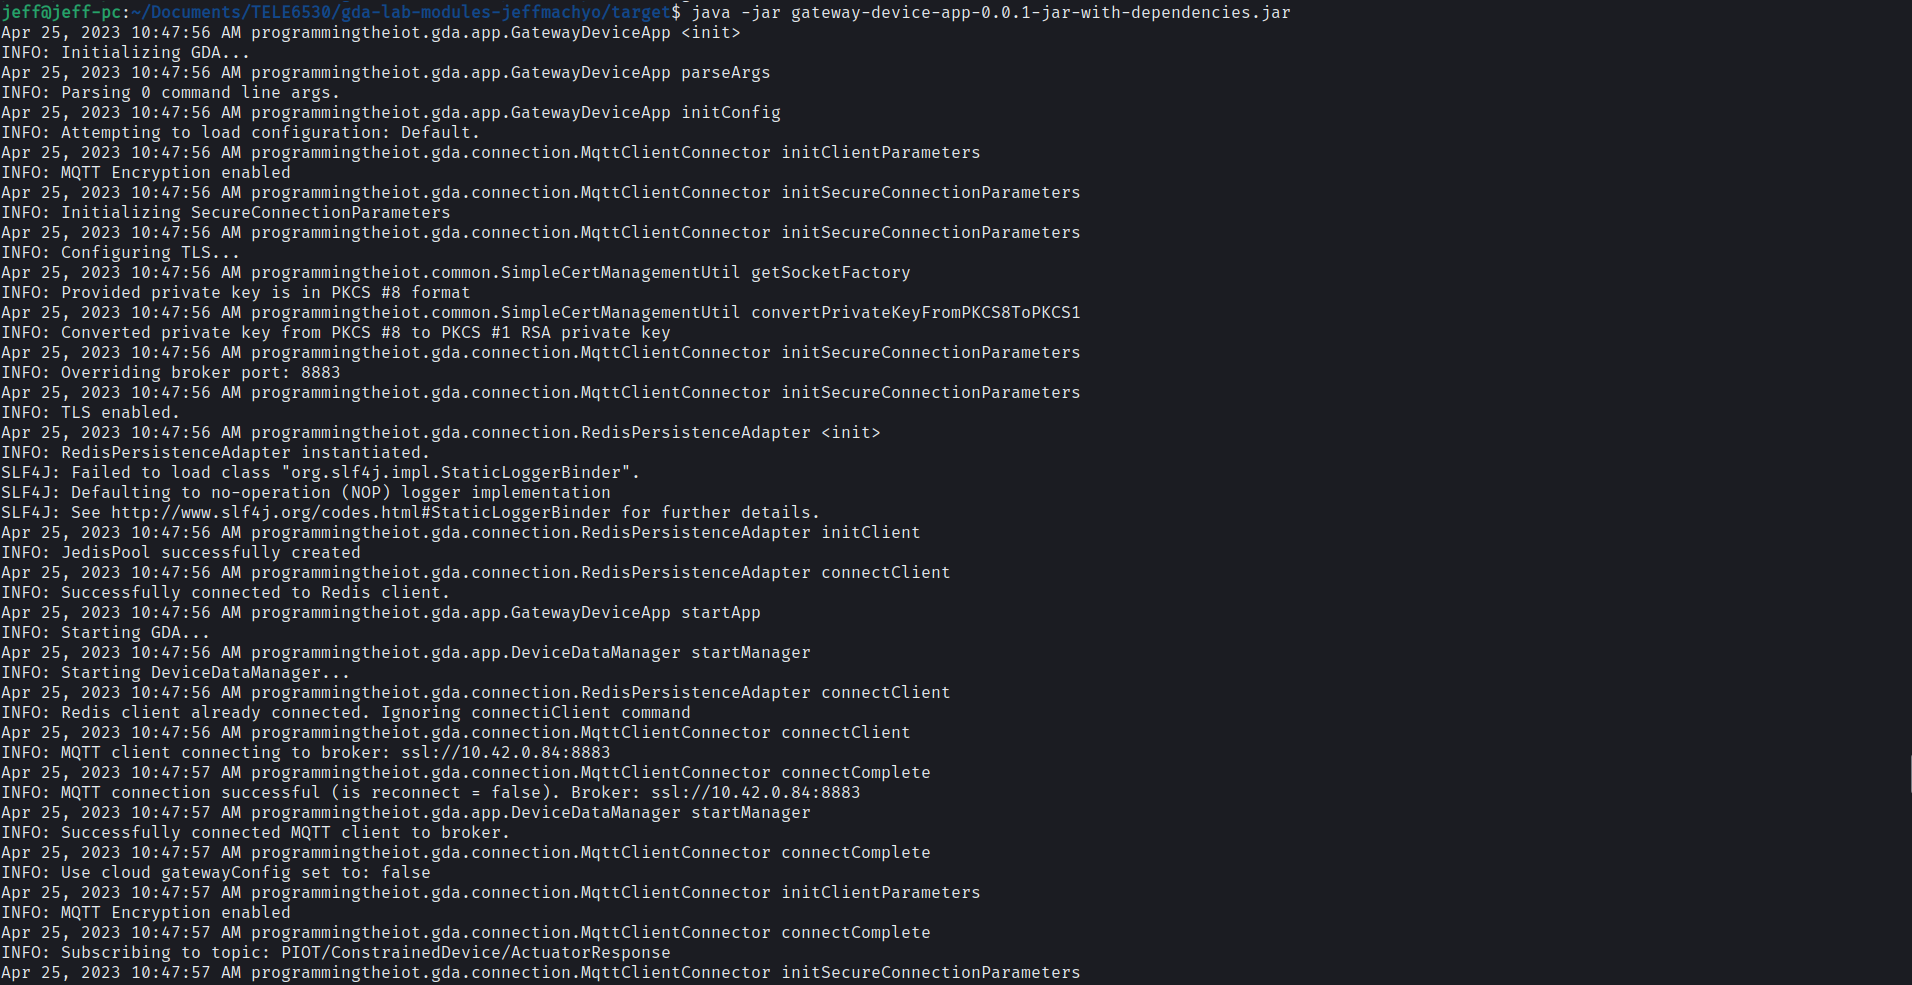 jeff@jeff-pc:~/Documents/TELE6530/gda-lab-modules-jeffmachyo/target$ java -jar gateway-device-app-0.0.1-jar-with-dependencies.jar
Apr 25, 2023 10:47:56 AM programmingtheiot.gda.app.GatewayDeviceApp <init>
INFO: Initializing GDA...
Apr 25, 2023 10:47:56 AM programmingtheiot.gda.app.GatewayDeviceApp parseArgs
INFO: Parsing 0 command line args.
Apr 25, 2023 10:47:56 AM programmingtheiot.gda.app.GatewayDeviceApp initConfig
INFO: Attempting to load configuration: Default.
Apr 25, 2023 10:47:56 AM programmingtheiot.gda.connection.MqttClientConnector initClientParameters
INFO: MQTT Encryption enabled
Apr 25, 2023 10:47:56 AM programmingtheiot.gda.connection.MqttClientConnector initSecureConnectionParameters
INFO: Initializing SecureConnectionParameters
Apr 25, 2023 10:47:56 AM programmingtheiot.gda.connection.MqttClientConnector initSecureConnectionParameters
INFO: Configuring TLS...
Apr 25, 2023 10:47:56 AM programmingtheiot.common.SimpleCertManagementUtil getSocketFactory
INFO: Provided private key is in PKCS #8 format
Apr 25, 2023 10:47:56 AM programmingtheiot.common.SimpleCertManagementUtil convertPrivateKeyFromPKCS8ToPKCS1
INFO: Converted private key from PKCS #8 to PKCS #1 RSA private key
Apr 25, 2023 10:47:56 AM programmingtheiot.gda.connection.MqttClientConnector initSecureConnectionParameters
INFO: Overriding broker port: 8883
Apr 25, 2023 10:47:56 AM programmingtheiot.gda.connection.MqttClientConnector initSecureConnectionParameters
INFO: TLS enabled.
Apr 25, 2023 10:47:56 AM programmingtheiot.gda.connection.RedisPersistenceAdapter <init>
INFO: RedisPersistenceAdapter instantiated.
SLF4J: Failed to load class "org.slf4j.impl.StaticLoggerBinder".
SLF4J: Defaulting to no-operation (NOP) logger implementation
SLF4J: See http://www.slf4j.org/codes.html#StaticLoggerBinder for further details.
Apr 25, 2023 10:47:56 AM programmingtheiot.gda.connection.RedisPersistenceAdapter initClient
INFO: JedisPool successfully created
Apr 25, 2023 10:47:56 AM programmingtheiot.gda.connection.RedisPersistenceAdapter connectClient
INFO: Successfully connected to Redis client.
Apr 25, 2023 10:47:56 AM programmingtheiot.gda.app.GatewayDeviceApp startApp
INFO: Starting GDA...
Apr 25, 2023 10:47:56 AM programmingtheiot.gda.app.DeviceDataManager startManager
INFO: Starting DeviceDataManager...
Apr 25, 2023 10:47:56 AM programmingtheiot.gda.connection.RedisPersistenceAdapter connectClient
INFO: Redis client already connected. Ignoring connectiClient command
Apr 25, 2023 10:47:56 AM programmingtheiot.gda.connection.MqttClientConnector connectClient
INFO: MQTT client connecting to broker: ssl://10.42.0.84:8883
Apr 25, 2023 10:47:57 AM programmingtheiot.gda.connection.MqttClientConnector connectComplete
INFO: MQTT connection successful (is reconnect = false). Broker: ssl://10.42.0.84:8883
Apr 25, 2023 10:47:57 AM programmingtheiot.gda.app.DeviceDataManager startManager
INFO: Successfully connected MQTT client to broker.
Apr 25, 2023 10:47:57 AM programmingtheiot.gda.connection.MqttClientConnector connectComplete
INFO: Use cloud gatewayConfig set to: false
Apr 25, 2023 10:47:57 AM programmingtheiot.gda.connection.MqttClientConnector initClientParameters
INFO: MQTT Encryption enabled
Apr 25, 2023 10:47:57 AM programmingtheiot.gda.connection.MqttClientConnector connectComplete
INFO: Subscribing to topic: PIOT/ConstrainedDevice/ActuatorResponse
Apr 25, 2023 10:47:57 AM programmingtheiot.gda.connection.MqttClientConnector initSecureConnectionParameters